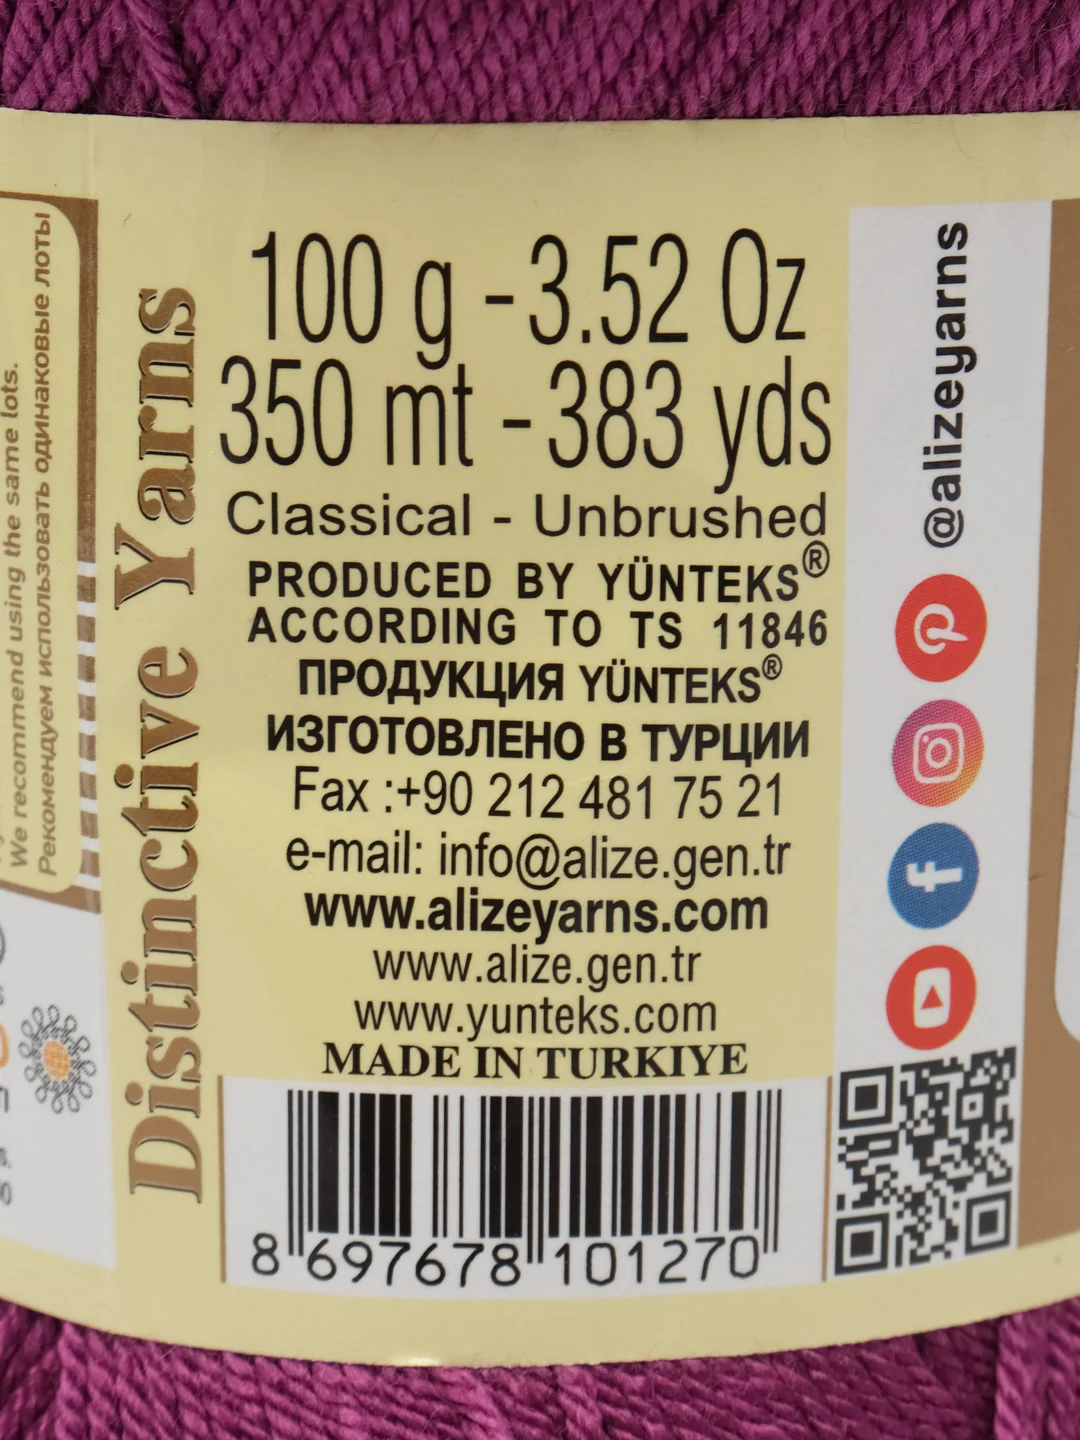 We recommend using the same lots.
Рекомендуем использовать одинаковые лоты
Distinctive Yarns
100 g - 3.52 Oz
350 mt - 383 yds
Classical - Unbrushed
PRODUCED BY YÜNTEKS®
ACCORDING TO TS 11846
ПРОДУКЦИЯ YÜNTEKS®
ИЗГОТОВЛЕНО В ТУРЦИИ
Fax :+90 212 481 75 21
e-mail: info@alize.gen.tr
www.alizeyarns.com
www.alize.gen.tr
www.yunteks.com
MADE IN TURKIYE
8 697678 101270
@alizeyarns